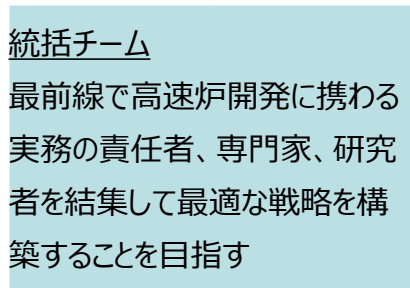 統括チーム
最前線で高速炉開発に携わる
実務の責任者、専門家、研究
者を結集して最適な戦略を構
築することを目指す